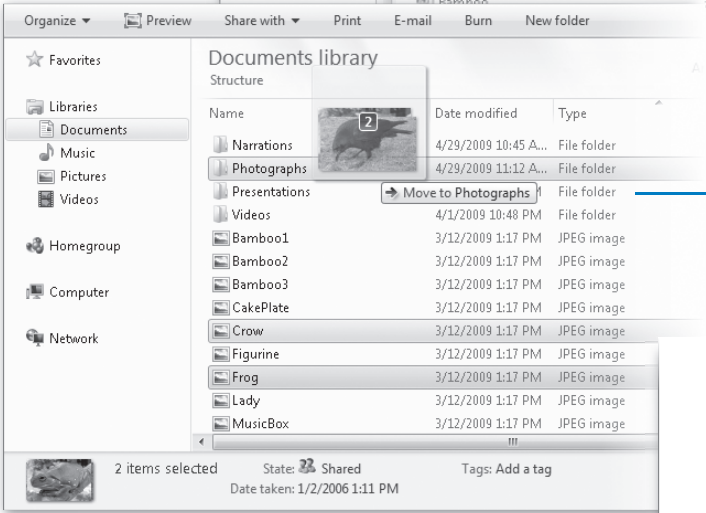 Bamboo
Organize Preview Share with Print E-mail Burn New folder
Favorites
Libraries
Documents
Music
Pictures
Videos
Homegroup
Computer
Network
Documents library
Structure
Name Date modified Type
2
Narrations 4/29/2009 10:45 A... File folder
Photographs 4/29/2009 11:12 A... File folder
Presentations File folder
Move to Photographs
Videos 4/1/2009 10:48 PM File folder
Bamboo1 3/12/2009 1:17 PM JPEG image
Bamboo2 3/12/2009 1:17 PM JPEG image
Bamboo3 3/12/2009 1:17 PM JPEG image
CakePlate 3/12/2009 1:17 PM JPEG image
Crow 3/12/2009 1:17 PM JPEG image
Figurine 3/12/2009 1:17 PM JPEG image
Frog 3/12/2009 1:17 PM JPEG image
Lady 3/12/2009 1:17 PM JPEG image
MusicBox 3/12/2009 1:17 PM JPEG image
2 items selected State: Shared Tags: Add a tag
Date taken: 1/2/2006 1:11 PM